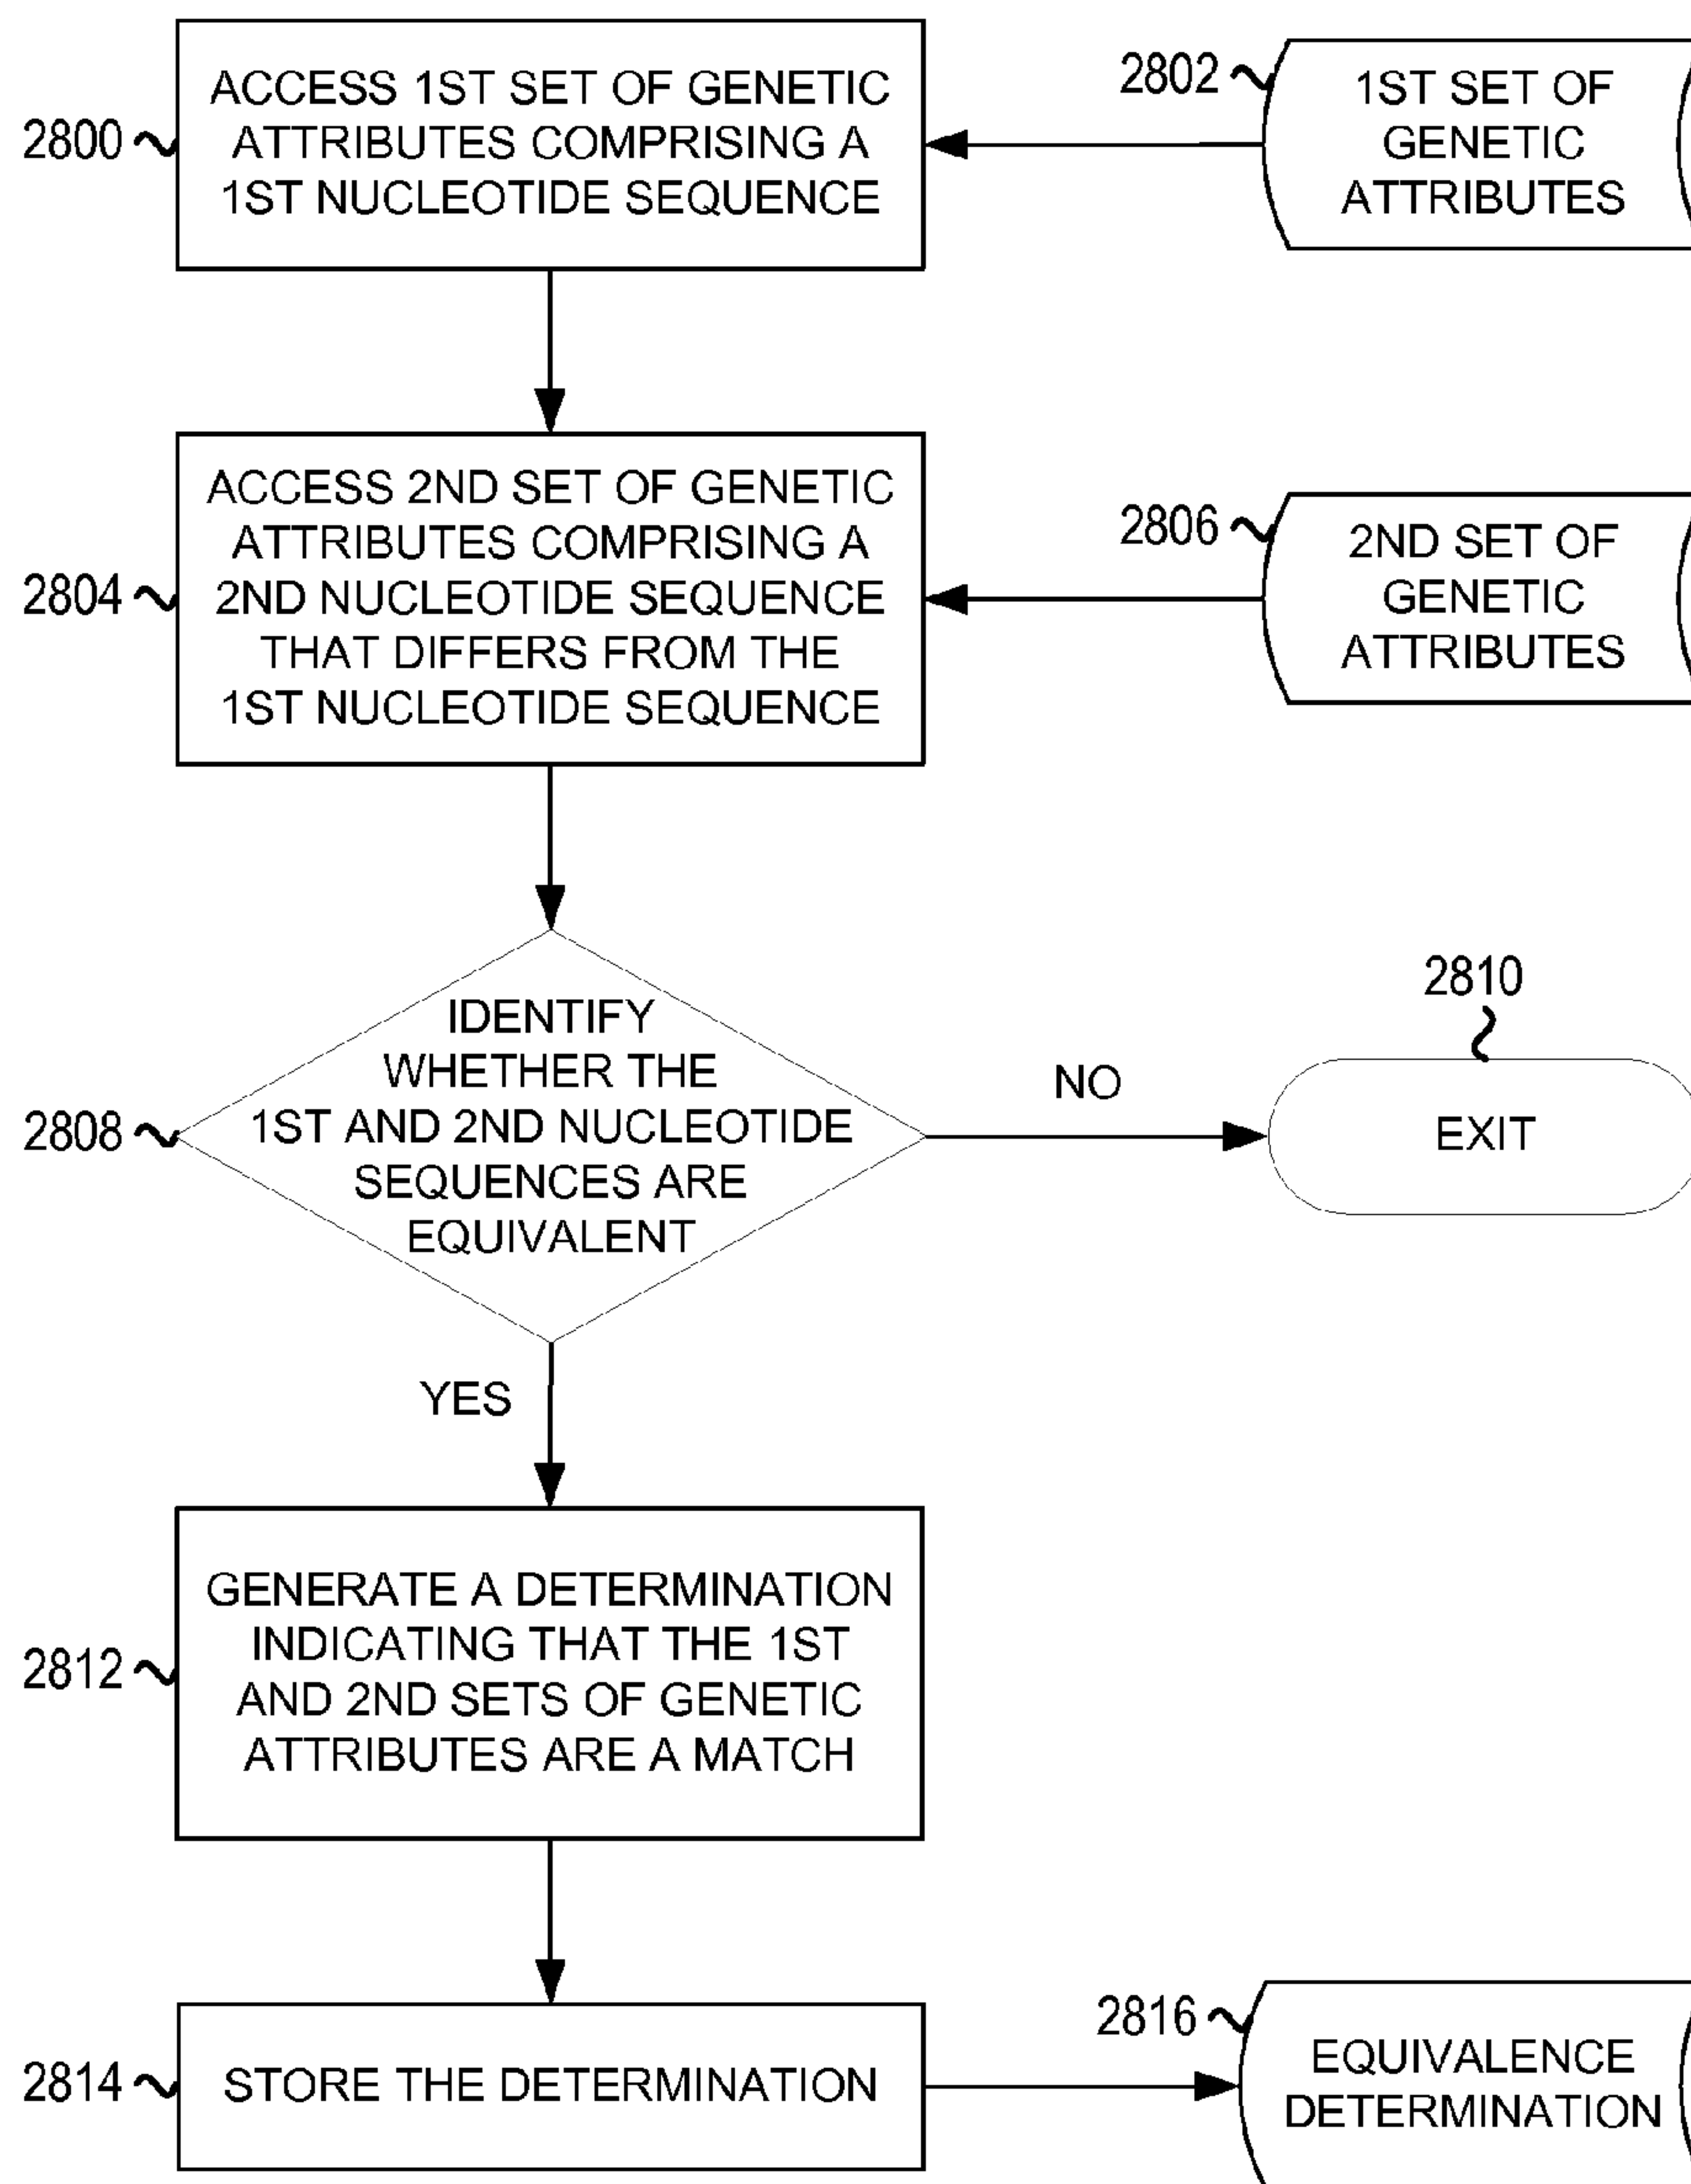 2800
ACCESS 1ST SET OF GENETIC
ATTRIBUTES COMPRISING A
1ST NUCLEOTIDE SEQUENCE
2802
1ST SET OF
GENETIC
ATTRIBUTES
2804
ACCESS 2ND SET OF GENETIC
ATTRIBUTES COMPRISING A
2ND NUCLEOTIDE SEQUENCE
THAT DIFFERS FROM THE
1ST NUCLEOTIDE SEQUENCE
2806
2ND SET OF
GENETIC
ATTRIBUTES
2808
IDENTIFY
WHETHER THE
1ST AND 2ND NUCLEOTIDE
SEQUENCES ARE
EQUIVALENT
NO
2810
EXIT
YES
2812
GENERATE A DETERMINATION
INDICATING THAT THE 1ST
AND 2ND SETS OF GENETIC
ATTRIBUTES ARE A MATCH
2814
STORE THE DETERMINATION
2816
EQUIVALENCE
DETERMINATION